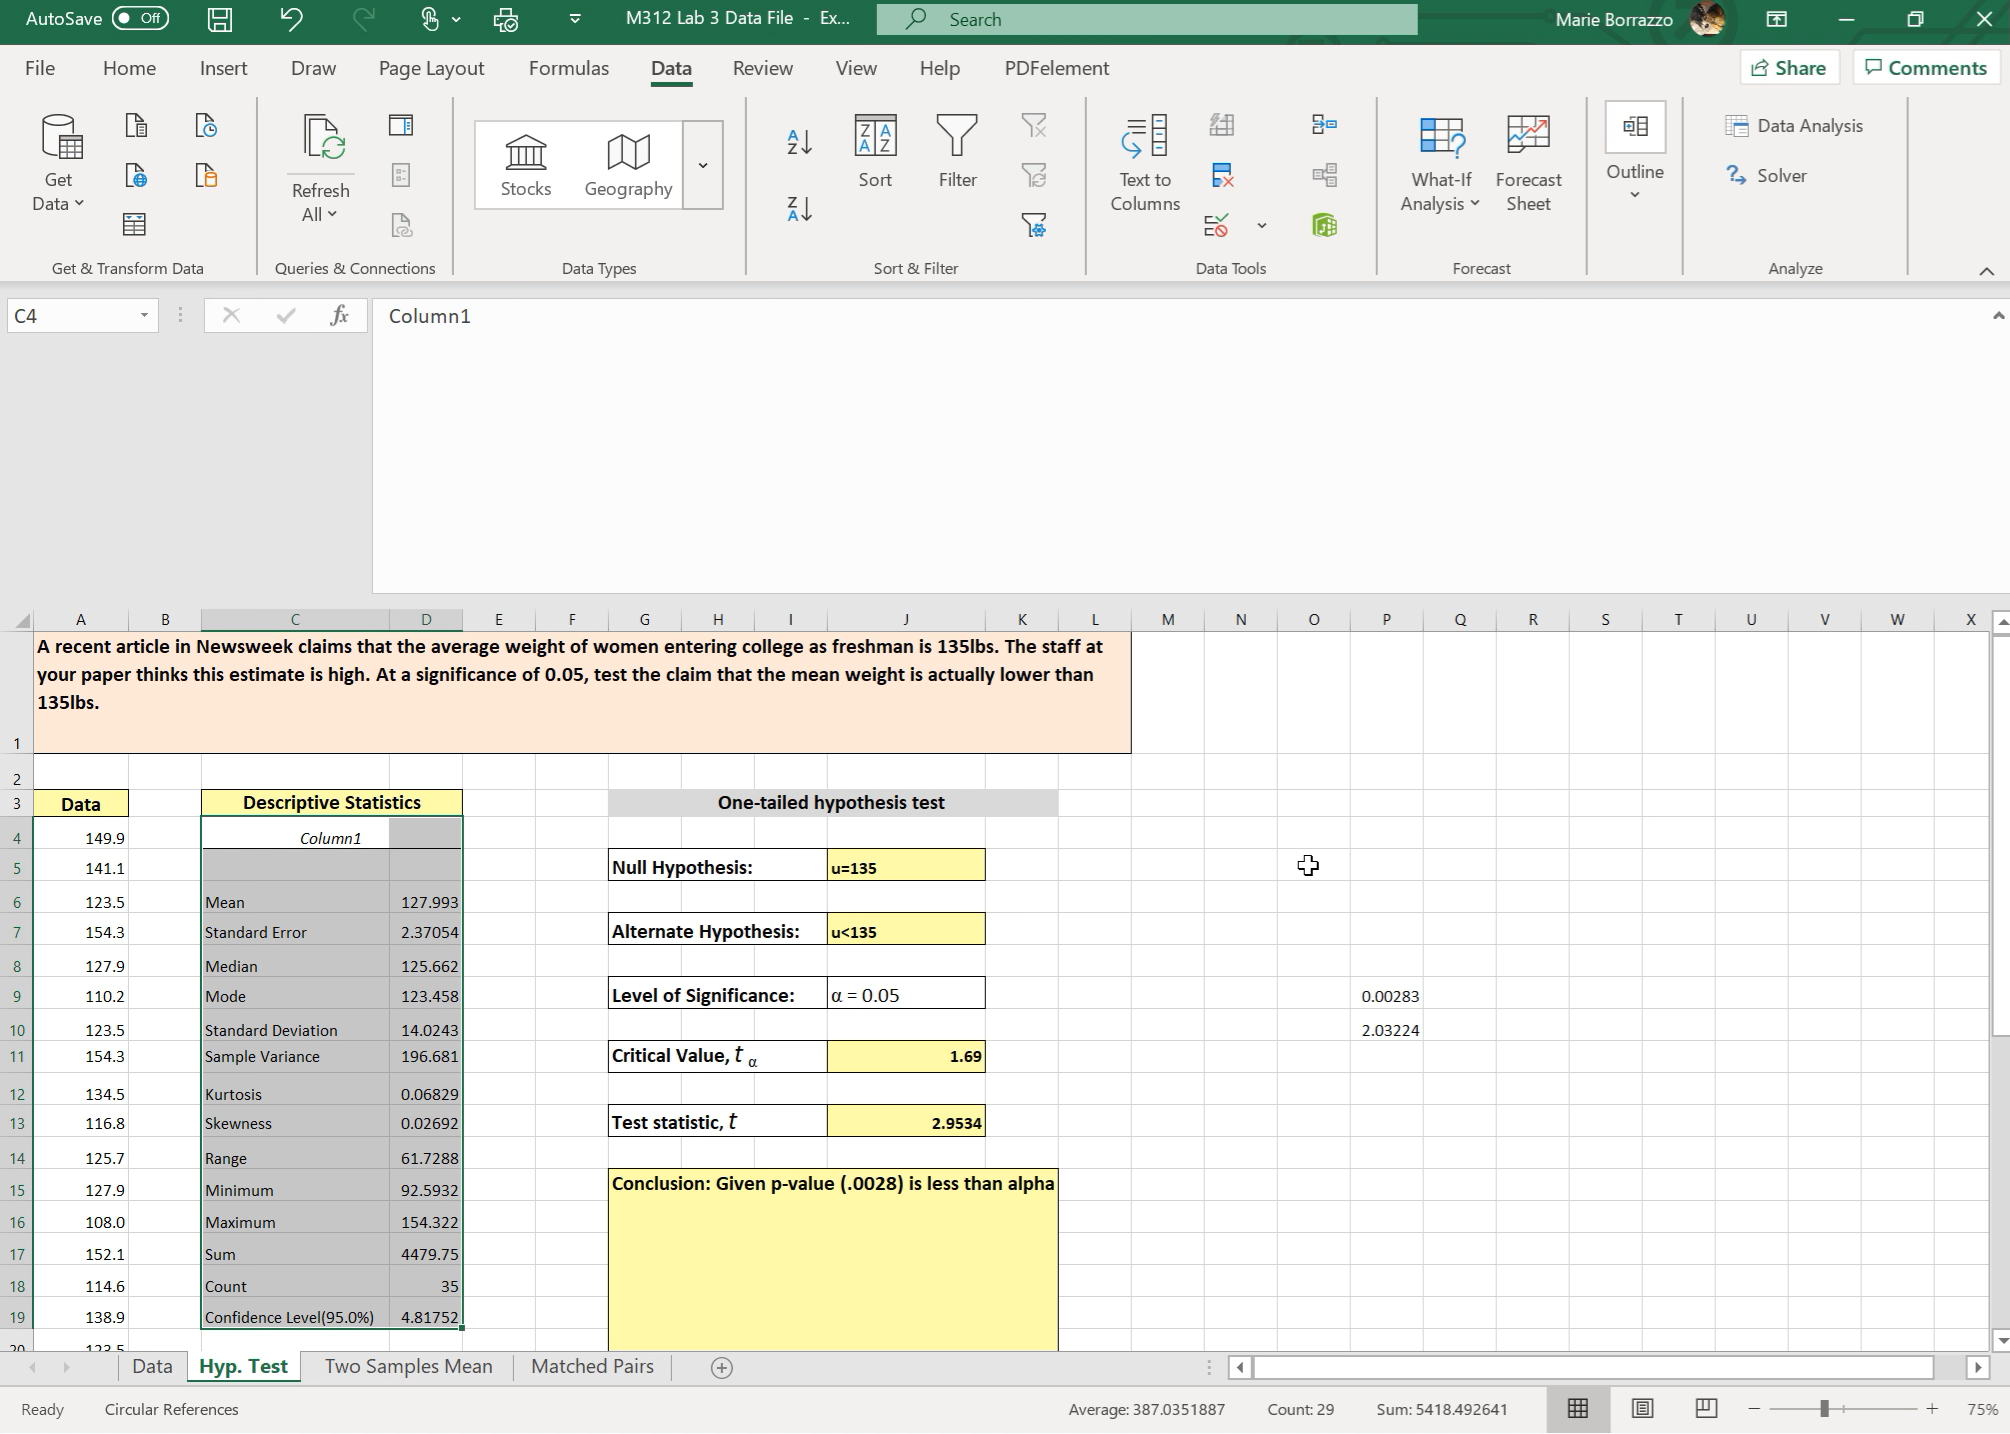 AutoSave Off M312 Lab 3 Data File - Ex... Search Marie Borrazzo
File Home Insert Draw Page Layout Formulas Data Review View Help PDFelement Share Comments
Get Data
Refresh All
Stocks Geography
Sort Filter
Text to Columns
What-If Analysis
Forecast Sheet
Outline
Data Analysis
Solver
Get & Transform Data Queries & Connections Data Types Sort & Filter Data Tools Forecast Analyze
C4 fx Column1
A B C D E F G H I J K L M N O P Q R S T U V W X
A recent article in Newsweek claims that the average weight of women entering college as freshman is 135lbs. The staff at
your paper thinks this estimate is high. At a significance of 0.05, test the claim that the mean weight is actually lower than
135lbs.
1
2
3 Data Descriptive Statistics One-tailed hypothesis test
4 149.9 Column1
5 141.1 Null Hypothesis: u=135
6 123.5 Mean 127.993
7 154.3 Standard Error 2.37054 Alternate Hypothesis: u<135
8 127.9 Median 125.662
9 110.2 Mode 123.458 Level of Significance: α = 0.05 0.00283
10 123.5 Standard Deviation 14.0243 2.03224
11 154.3 Sample Variance 196.681 Critical Value, t α 1.69
12 134.5 Kurtosis 0.06829
13 116.8 Skewness 0.02692 Test statistic, t 2.9534
14 125.7 Range 61.7288
15 127.9 Minimum 92.5932 Conclusion: Given p-value (.0028) is less than alpha
16 108.0 Maximum 154.322
17 152.1 Sum 4479.75
18 114.6 Count 35
19 138.9 Confidence Level(95.0%) 4.81752
20 123.5
Data Hyp. Test Two Samples Mean Matched Pairs
Ready Circular References Average: 387.0351887 Count: 29 Sum: 5418.492641 75%